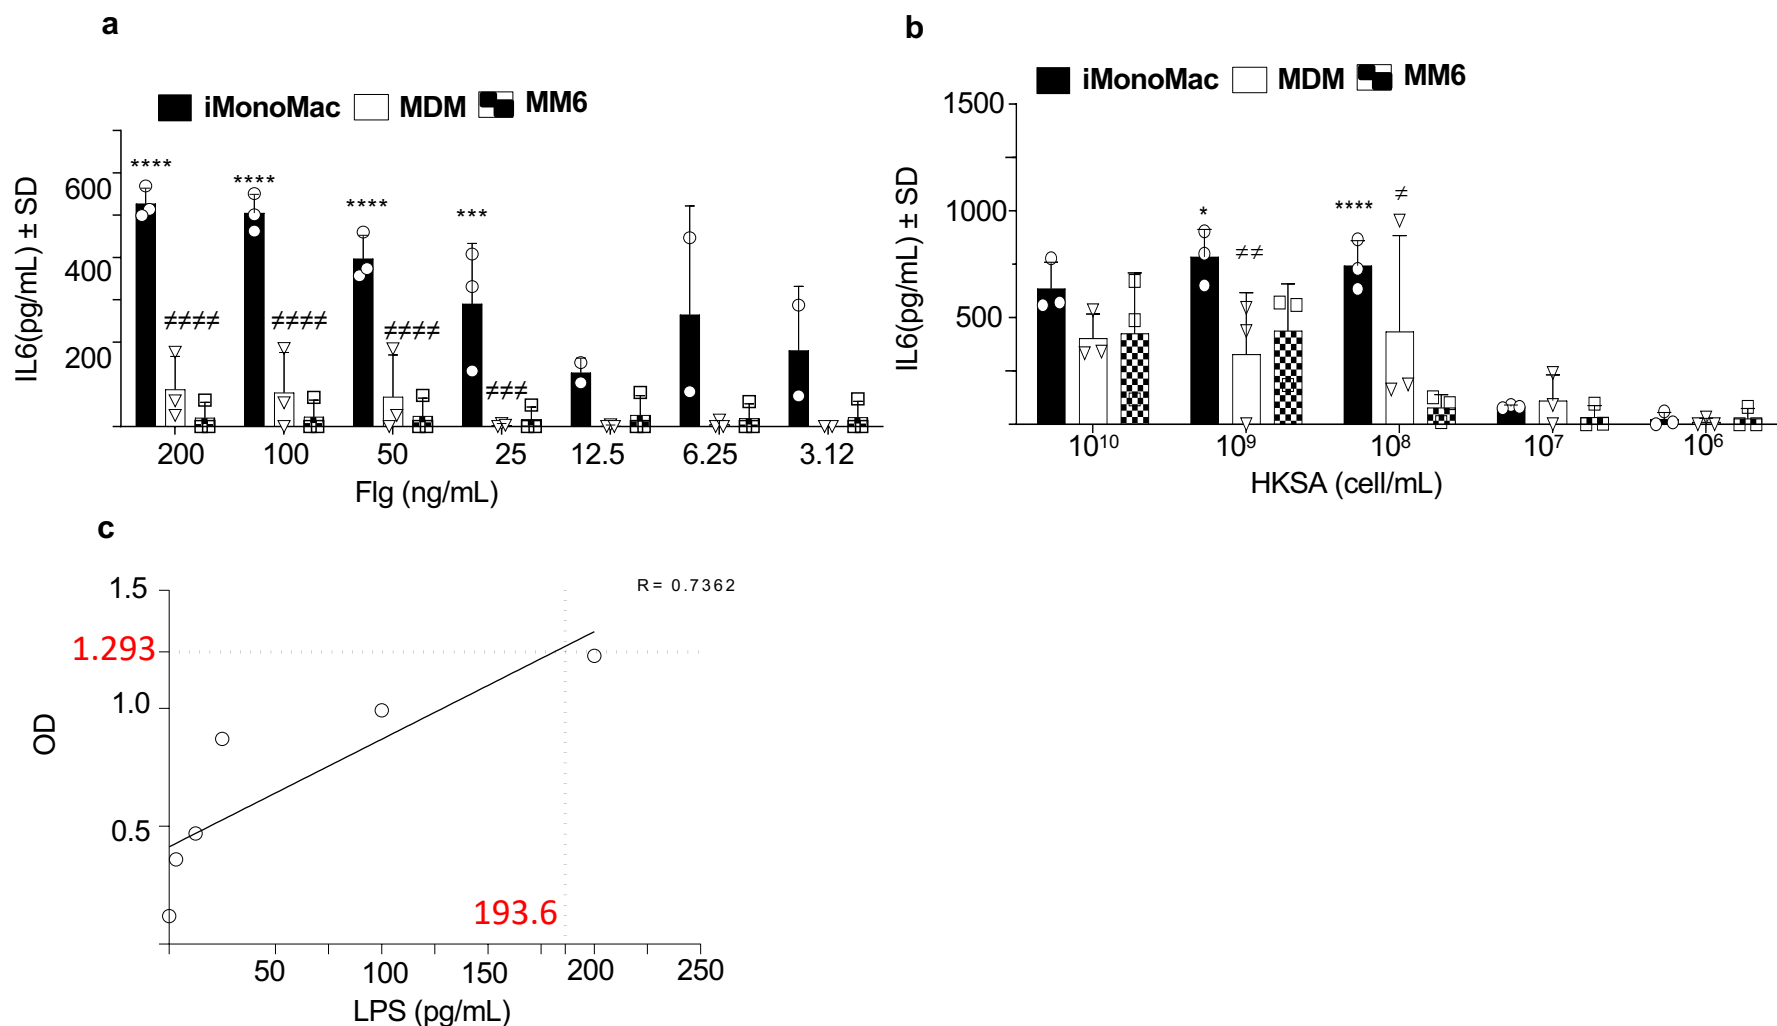 a
iMonoMac MDM MM6
IL6(pg/mL) ± SD
600
400
200
**** **** **** ***
≠≠≠≠ ≠≠≠≠ ≠≠≠≠ ≠≠≠
200 100 50 25 12.5 6.25 3.12
Flg (ng/mL)
b
iMonoMac MDM MM6
IL6(pg/mL) ± SD
1500
1000
500
* ****
≠≠ ≠
10¹⁰ 10⁹ 10⁸ 10⁷ 10⁶
HKSA (cell/mL)
c
R= 0.7362
OD
1.5
1.293
1.0
0.5
193.6
50 100 150 200 250
LPS (pg/mL)